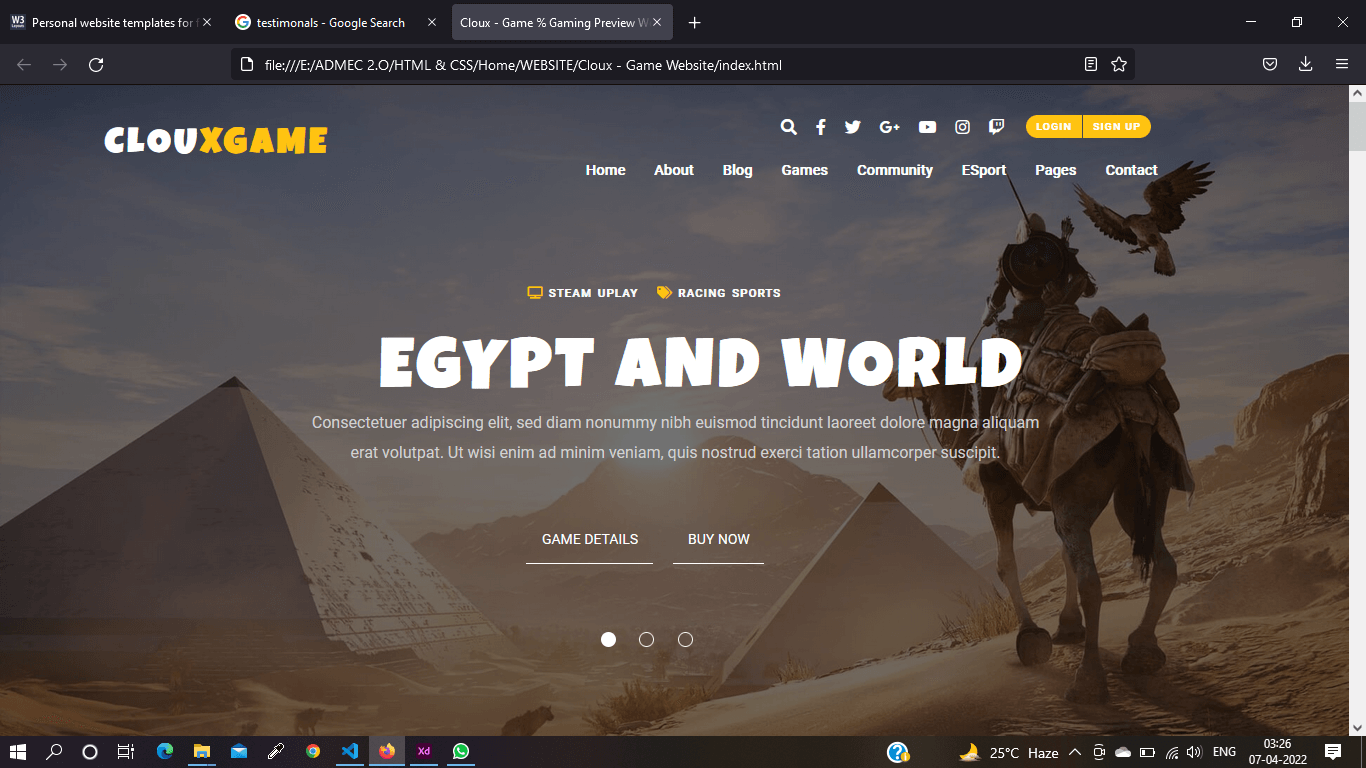 W3
Personal website templates for f
testimonals - Google Search
Cloux - Game % Gaming Preview W
file:///E:/ADMEC 2.O/HTML & CSS/Home/WEBSITE/Cloux - Game Website/index.html
CLOUXGAME
LOGIN SIGN UP
Home About Blog Games Community ESport Pages Contact
STEAM UPLAY RACING SPORTS
EGYPT AND WORLD
Consectetuer adipiscing elit, sed diam nonummy nibh euismod tincidunt laoreet dolore magna aliquam
erat volutpat. Ut wisi enim ad minim veniam, quis nostrud exerci tation ullamcorper suscipit.
GAME DETAILS BUY NOW
Xd
25°C Haze
ENG
03:26
07-04-2022